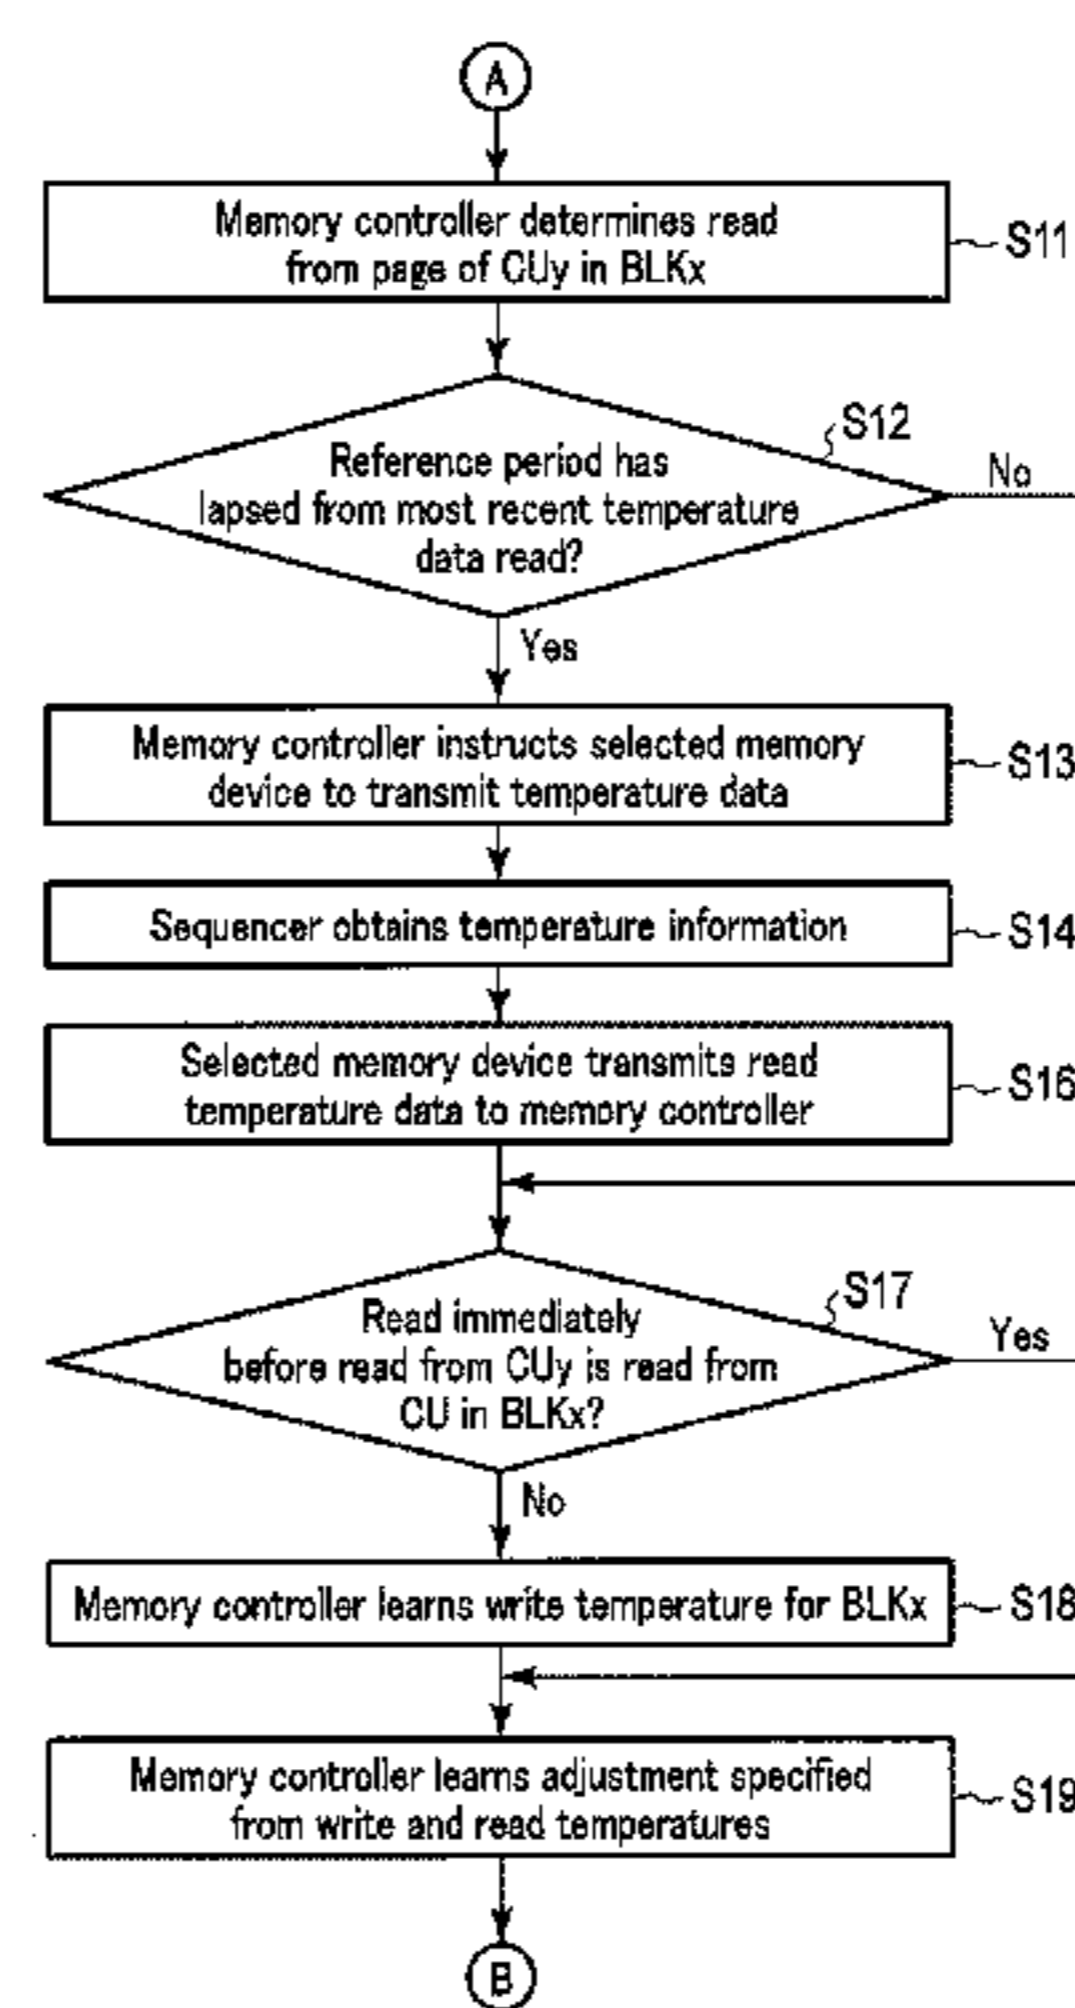 A
Memory controller determines read
from page of CUy in BLKx
S11
S12
Reference period has
lapsed from most recent temperature
data read?
No
Yes
Memory controller instructs selected memory
device to transmit temperature data
S13
Sequencer obtains temperature information
S14
Selected memory device transmits read
temperature data to memory controller
S16
S17
Read immediately
before read from CUy is read from
CU in BLKx?
Yes
No
Memory controller learns write temperature for BLKx
S18
Memory controller learns adjustment specified
from write and read temperatures
S19
B